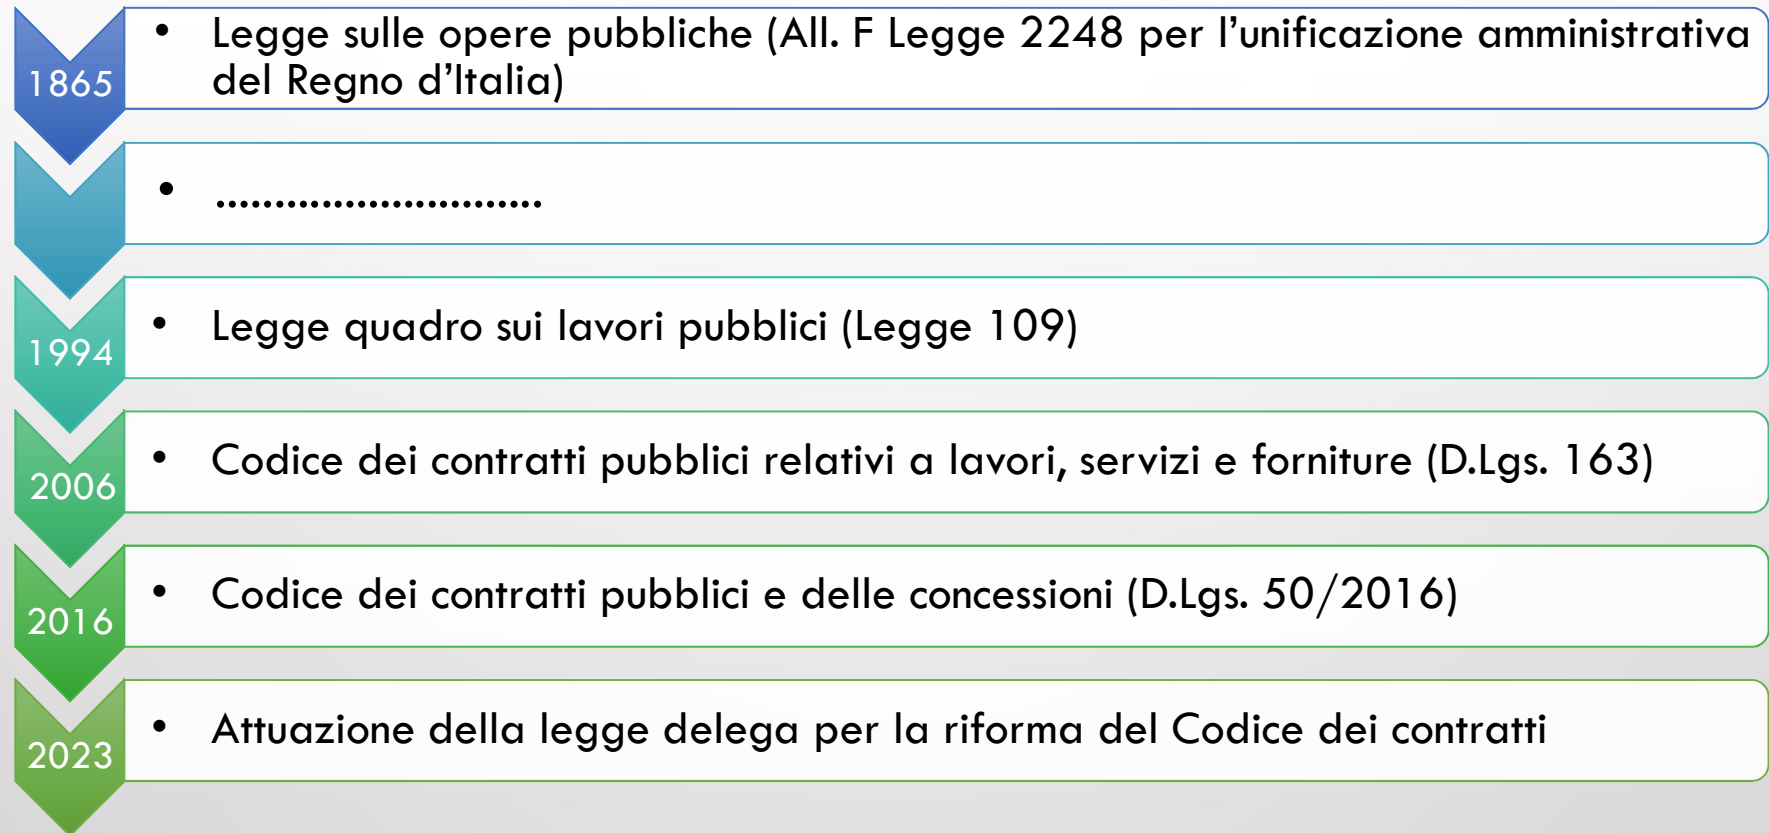 1865
• Legge sulle opere pubbliche (All. F Legge 2248 per l’unificazione amministrativa
del Regno d’Italia)
• ............................
1994
• Legge quadro sui lavori pubblici (Legge 109)
2006
• Codice dei contratti pubblici relativi a lavori, servizi e forniture (D.Lgs. 163)
2016
• Codice dei contratti pubblici e delle concessioni (D.Lgs. 50/2016)
2023
• Attuazione della legge delega per la riforma del Codice dei contratti